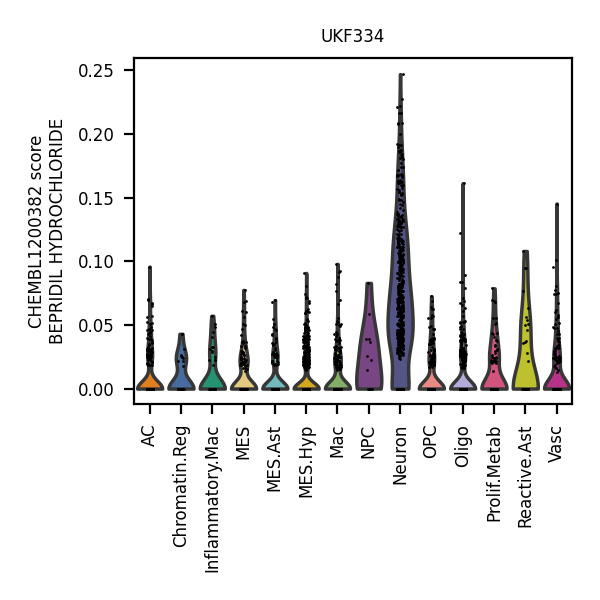 UKF334
CHEMBL1200382 score
BEPRIDIL HYDROCHLORIDE
0.25
0.20
0.15
0.10
0.05
0.00
AC
Chromatin.Reg
Inflammatory.Mac
MES
MES.Ast
MES.Hyp
Mac
NPC
Neuron
OPC
Oligo
Prolif.Metab
Reactive.Ast
Vasc